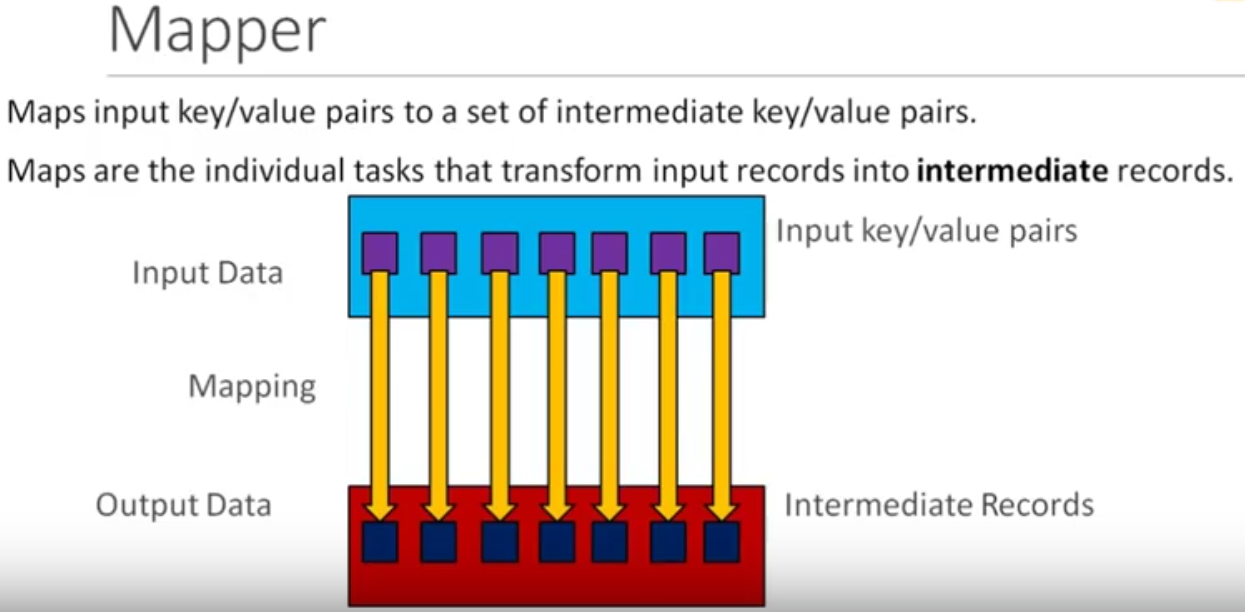 Mapper
Maps input key/value pairs to a set of intermediate key/value pairs.
Maps are the individual tasks that transform input records into intermediate records.
Input key/value pairs
Input Data
Mapping
Output Data
Intermediate Records